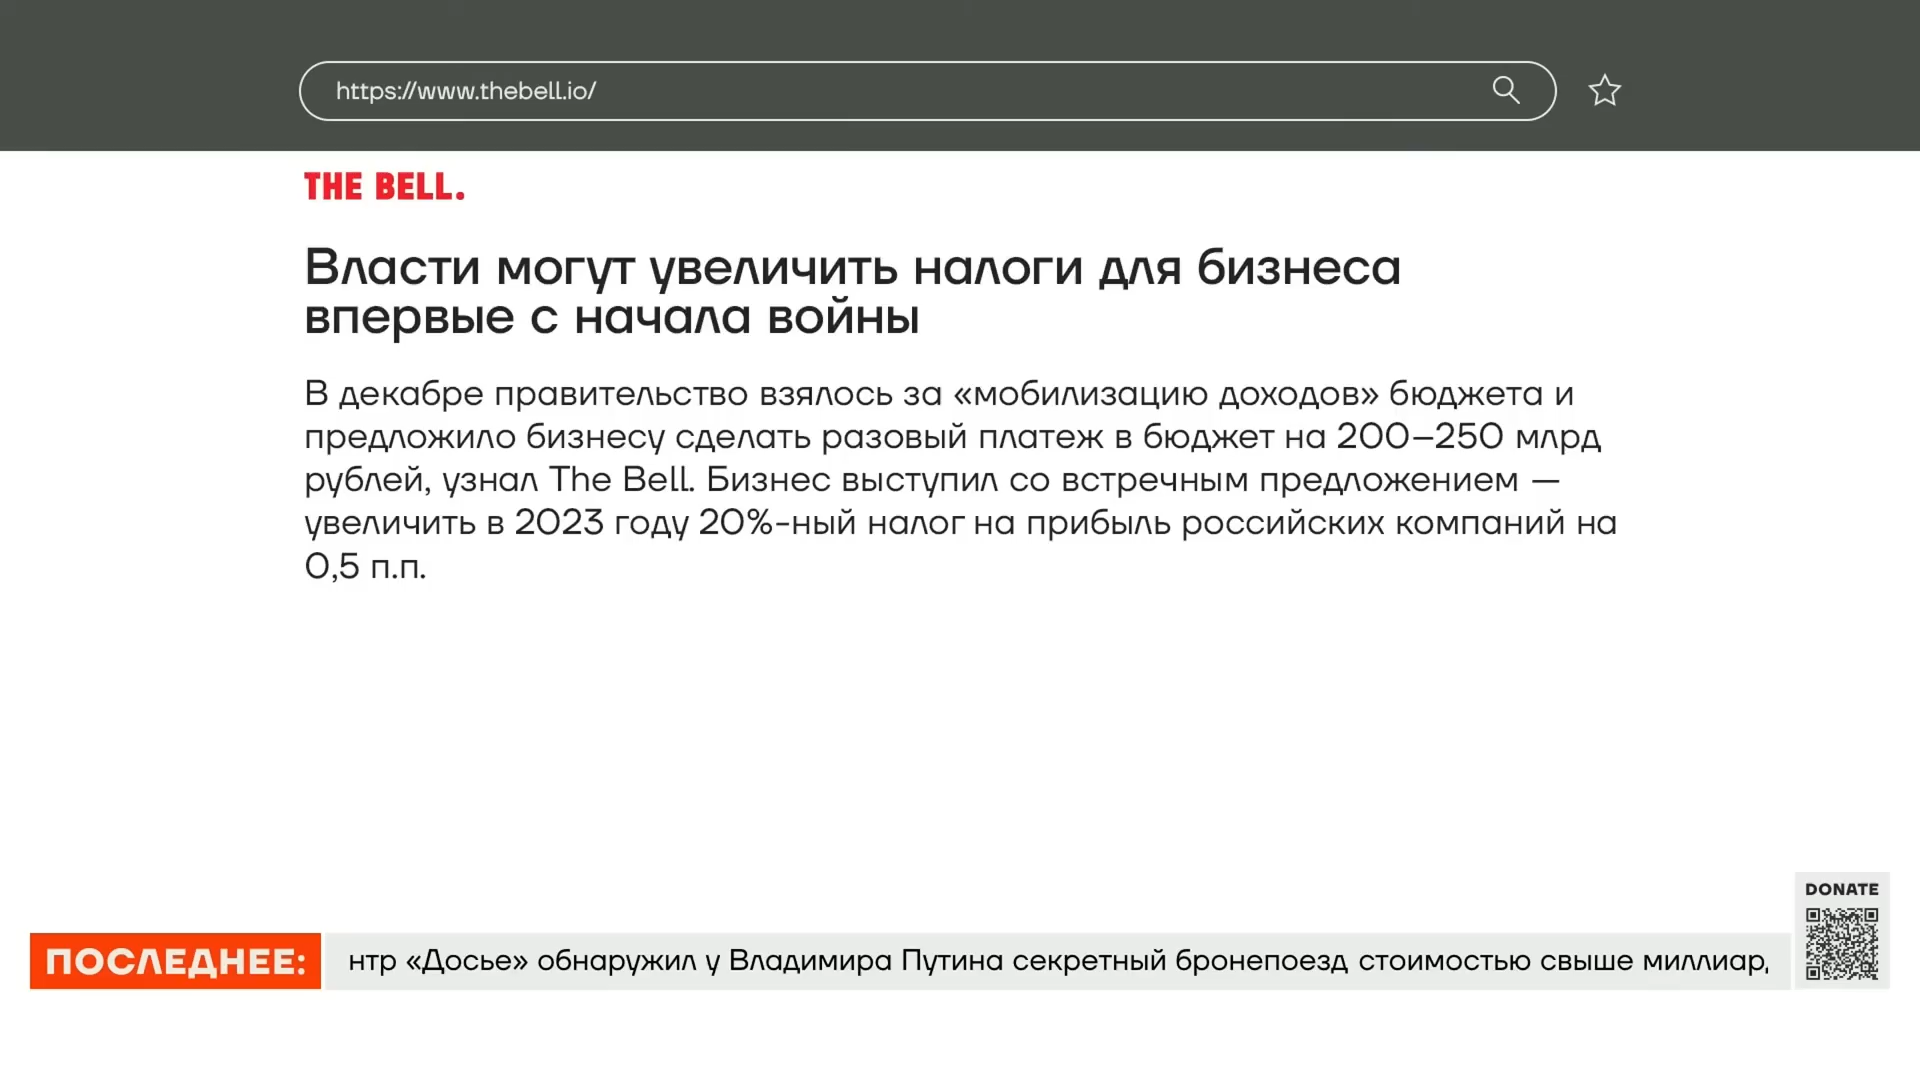 https://www.thebell.io/
THE BELL.
Власти могут увеличить налоги для бизнеса
впервые с начала войны
В декабре правительство взялось за «мобилизацию доходов» бюджета и
предложило бизнесу сделать разовый платеж в бюджет на 200–250 млрд
рублей, узнал The Bell. Бизнес выступил со встречным предложением —
увеличить в 2023 году 20%-ный налог на прибыль российских компаний на
0,5 п.п.
DONATE
ПОСЛЕДНЕЕ: нтр «Досье» обнаружил у Владимира Путина секретный бронепоезд стоимостью свыше миллиар